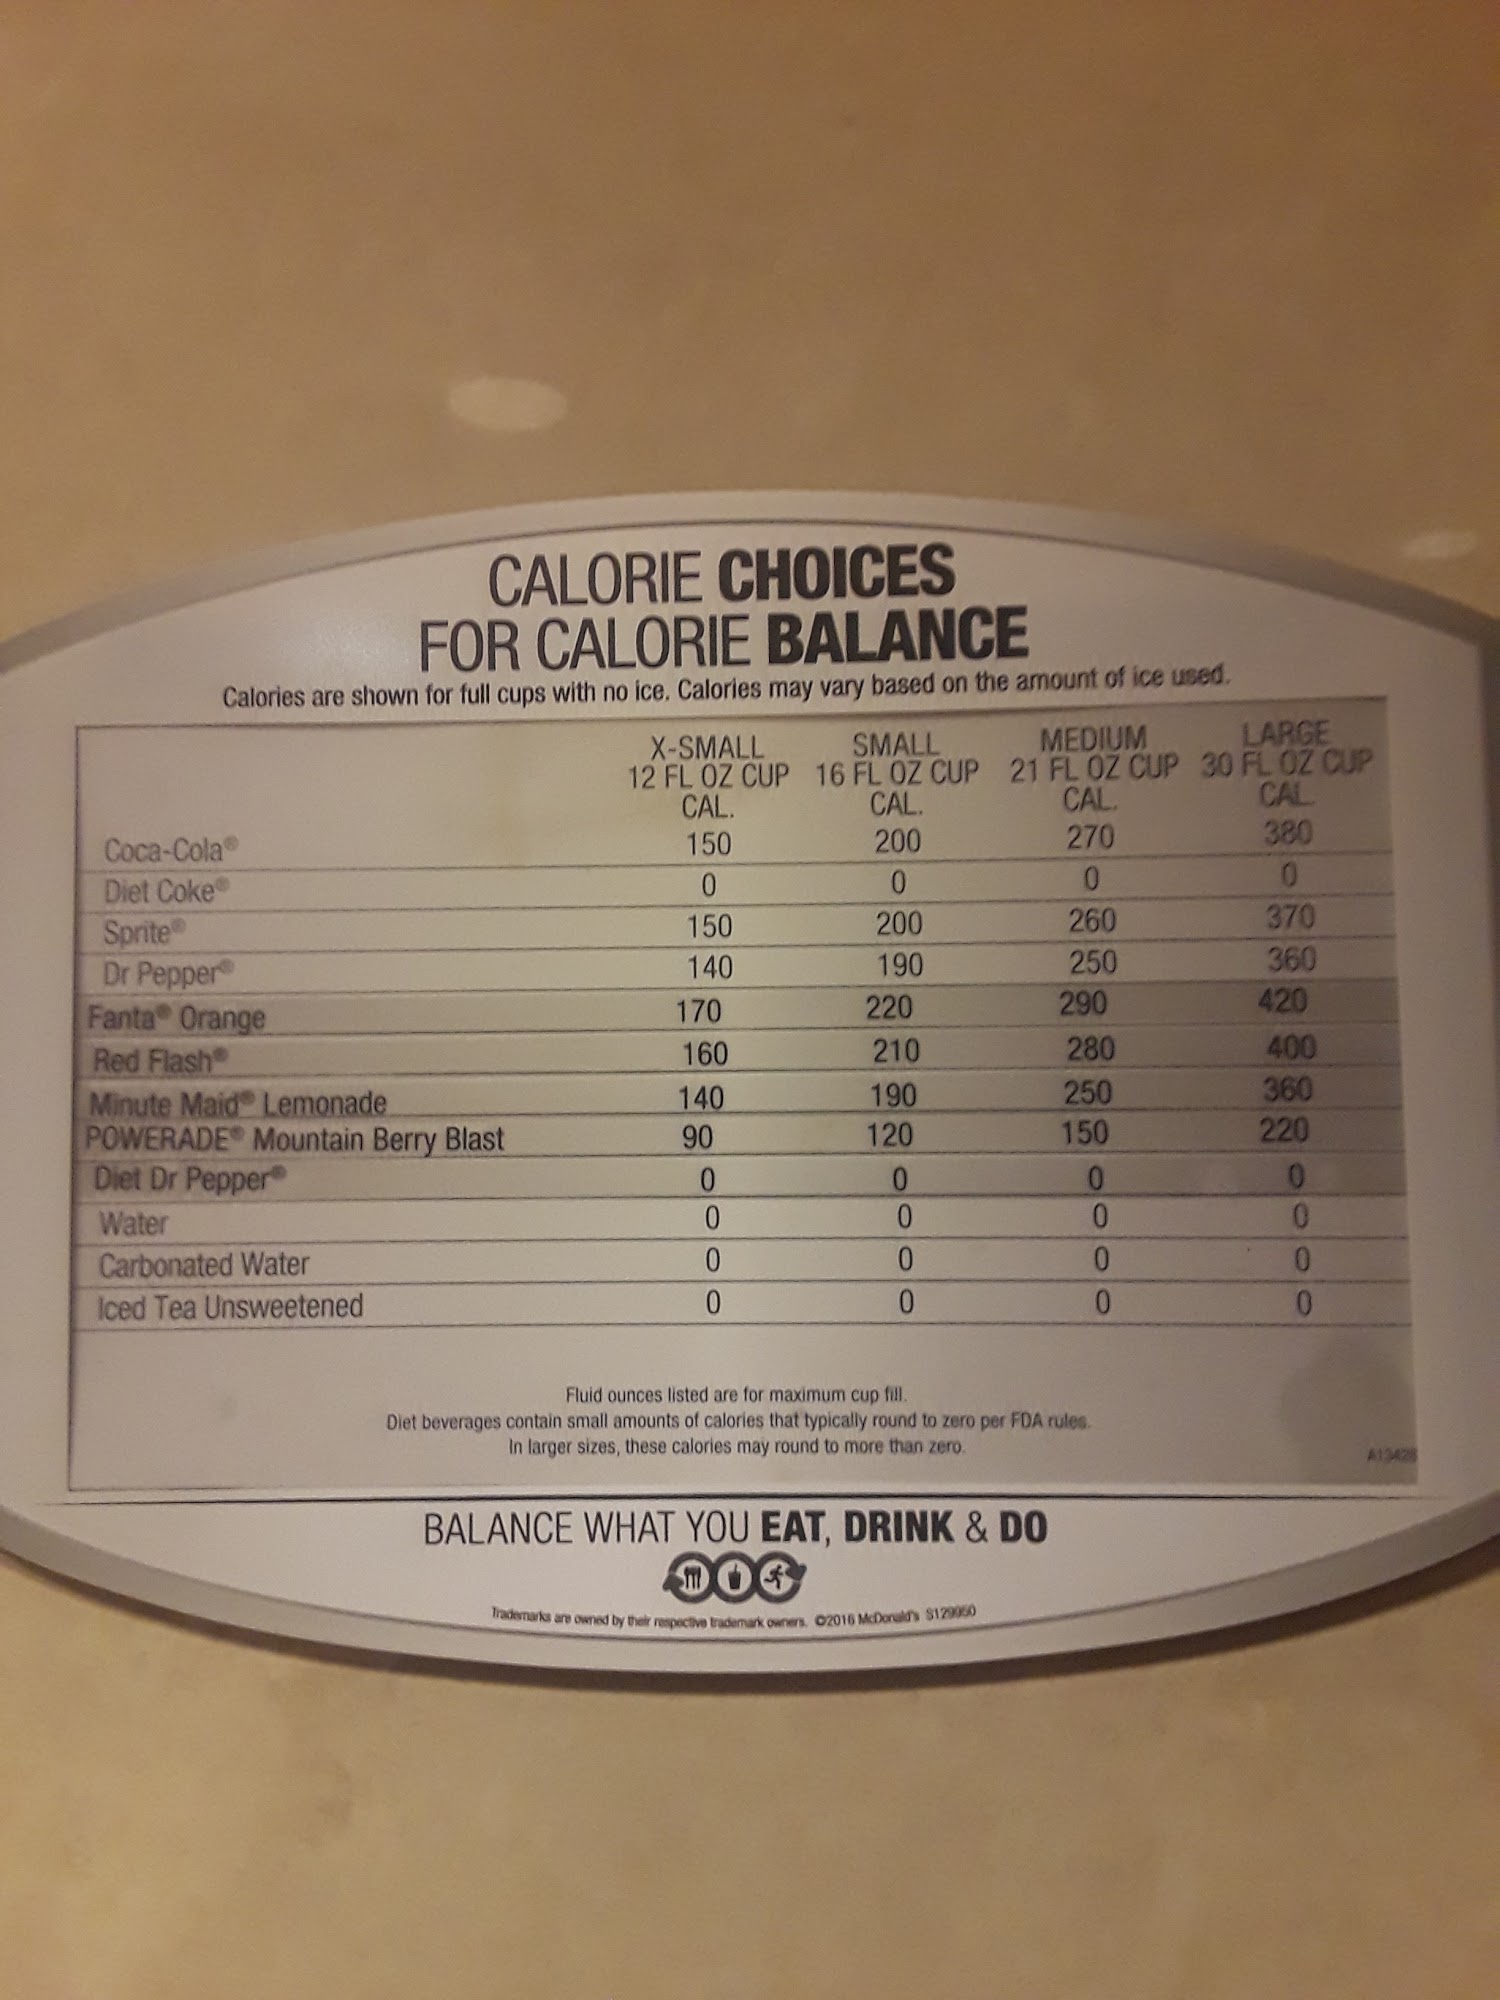 CALORIE CHOICES
FOR CALORIE BALANCE
Calories are shown for full cups with no ice. Calories may vary based on the amount of ice used.
X-SMALL SMALL MEDIUM LARGE
12 FL OZ CUP 16 FL OZ CUP 21 FL OZ CUP 30 FL OZ CUP
CAL. CAL. CAL. CAL.
Coca-Cola® 150 200 270 380
Diet Coke® 0 0 0 0
Sprite® 150 200 260 370
Dr Pepper® 140 190 250 360
Fanta® Orange 170 220 290 420
Red Flash® 160 210 280 400
Minute Maid® Lemonade 140 190 250 360
POWERADE® Mountain Berry Blast 90 120 150 220
Diet Dr Pepper® 0 0 0 0
Water 0 0 0 0
Carbonated Water 0 0 0 0
Iced Tea Unsweetened 0 0 0 0
Fluid ounces listed are for maximum cup fill.
Diet beverages contain small amounts of calories that typically round to zero per FDA rules.
In larger sizes, these calories may round to more than zero.
BALANCE WHAT YOU EAT, DRINK & DO
Trademarks are owned by their respective trademark owners. ©2016 McDonald's